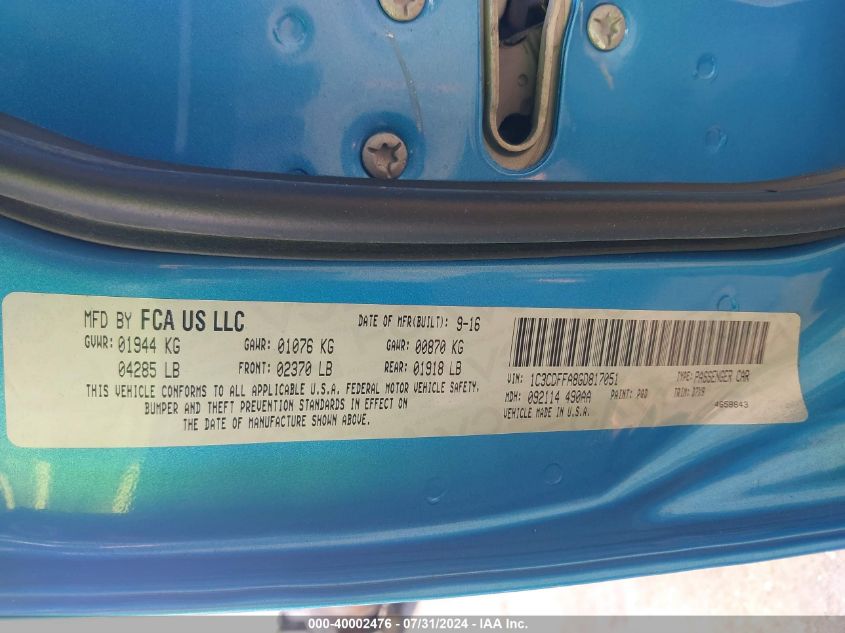 MFD BY FCA US LLC
DATE OF MFR(BUILT): 9-16
GVWR: 01944 KG GAWR: 01076 KG GAWR: 00870 KG
04285 LB FRONT: 02370 LB REAR: 01918 LB
THIS VEHICLE CONFORMS TO ALL APPLICABLE U.S.A. FEDERAL MOTOR VEHICLE SAFETY,
BUMPER AND THEFT PREVENTION STANDARDS IN EFFECT ON
THE DATE OF MANUFACTURE SHOWN ABOVE.
VIN: 1C3CDFFA8GD817051 TYPE: PASSENGER CAR
MDH: 092114 490AA PAINT: PQD TRIM: D7X9
VEHICLE MADE IN U.S.A. 4658643
000-40002476 - 07/31/2024 - IAA Inc.